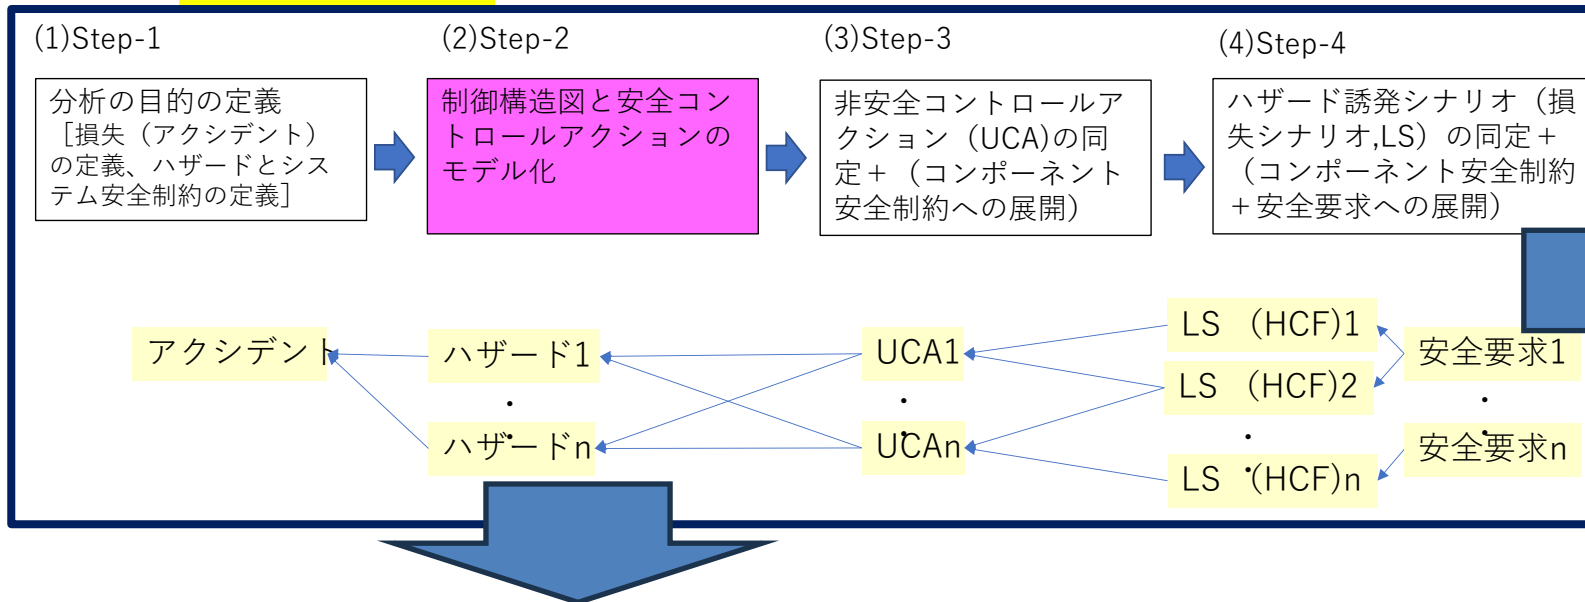 (1)Step-1
(2)Step-2
(3)Step-3
(4)Step-4
分析の目的の定義
［損失（アクシデント）
の定義、ハザードとシス
テム安全制約の定義］
制御構造図と安全コン
トロールアクションの
モデル化
非安全コントロールア
クション（UCA)の同
定＋（コンポーネント
安全制約への展開）
ハザード誘発シナリオ（損
失シナリオ,LS）の同定＋
（コンポーネント安全制約
＋安全要求への展開）
アクシデント
ハザード1
・
・
ハザードn
UCA1
・
・
UCAn
LS （HCF)1
LS （HCF)2
・
・
LS （HCF)n
安全要求1
・
・
安全要求n